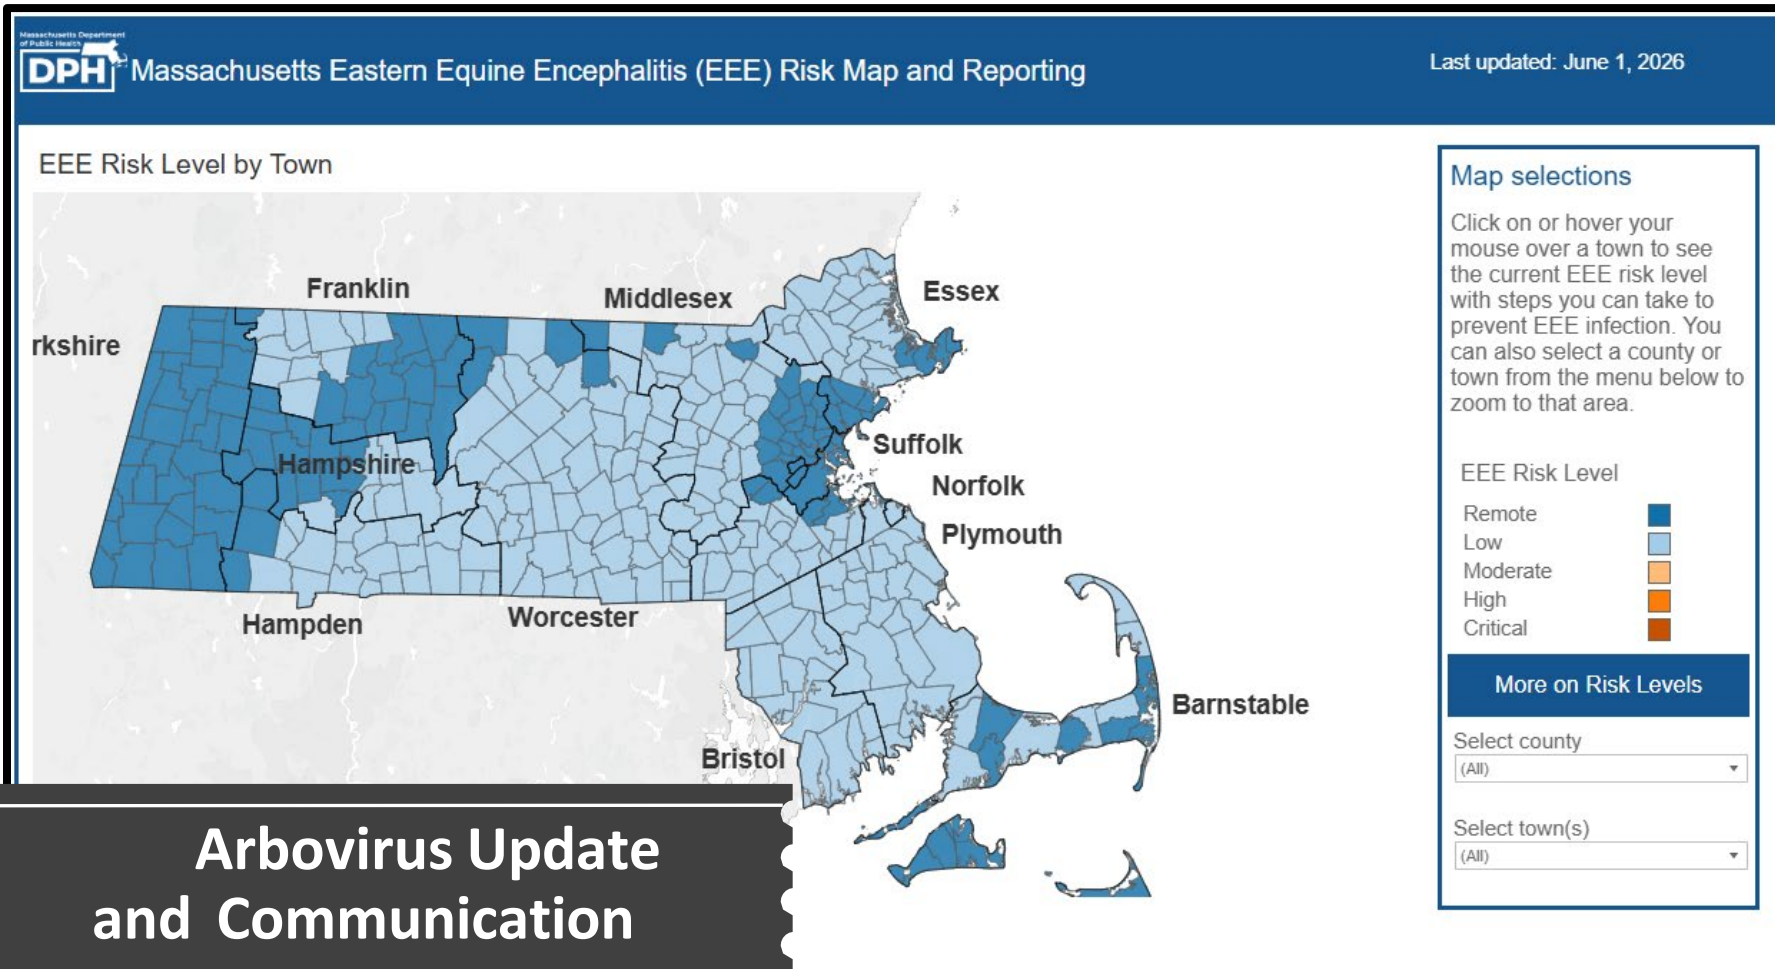 Massachusetts Department
of Public Health
DPH
Massachusetts Eastern Equine Encephalitis (EEE) Risk Map and Reporting
Last updated: June 1, 2026
EEE Risk Level by Town
Franklin
Middlesex
Essex
rkshire
Suffolk
Hampshire
Norfolk
Plymouth
Hampden
Worcester
Barnstable
Bristol
Map selections
Click on or hover your
mouse over a town to see
the current EEE risk level
with steps you can take to
prevent EEE infection. You
can also select a county or
town from the menu below to
zoom to that area.
EEE Risk Level
Remote
Low
Moderate
High
Critical
More on Risk Levels
Select county
(All)
Select town(s)
(All)
Arbovirus Update
and Communication